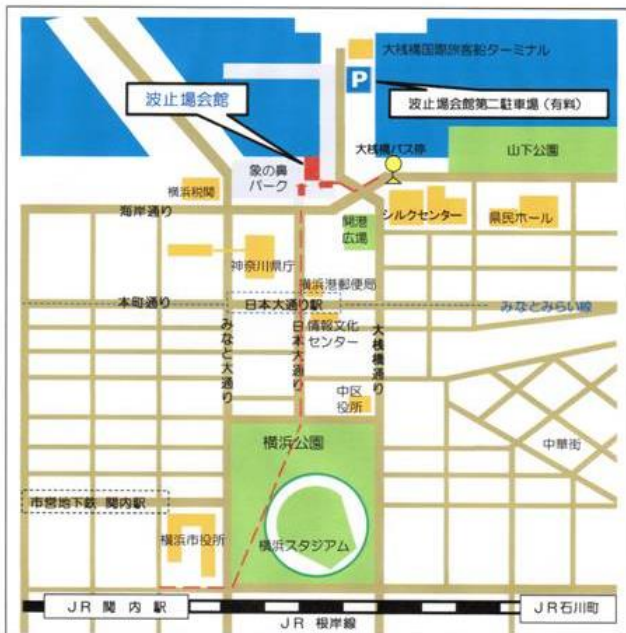 大桟橋国際旅客船ターミナル
P
波止場会館
波止場会館第二駐車場(有料)
大桟橋バス停
山下公園
象の鼻
パーク
横浜税関
海岸通り
シルクセンター
県民ホール
開港
広場
神奈川県庁
横浜港郵便局
本町通り
日本大通り駅
みなとみらい線
みなと大通り
日本大通り
情報文化
センター
大桟橋通り
中区
役所
横浜公園
中華街
市営地下鉄 関内駅
横浜市役所
横浜スタジアム
JR 関 内 駅
JR石川町
JR 根岸線